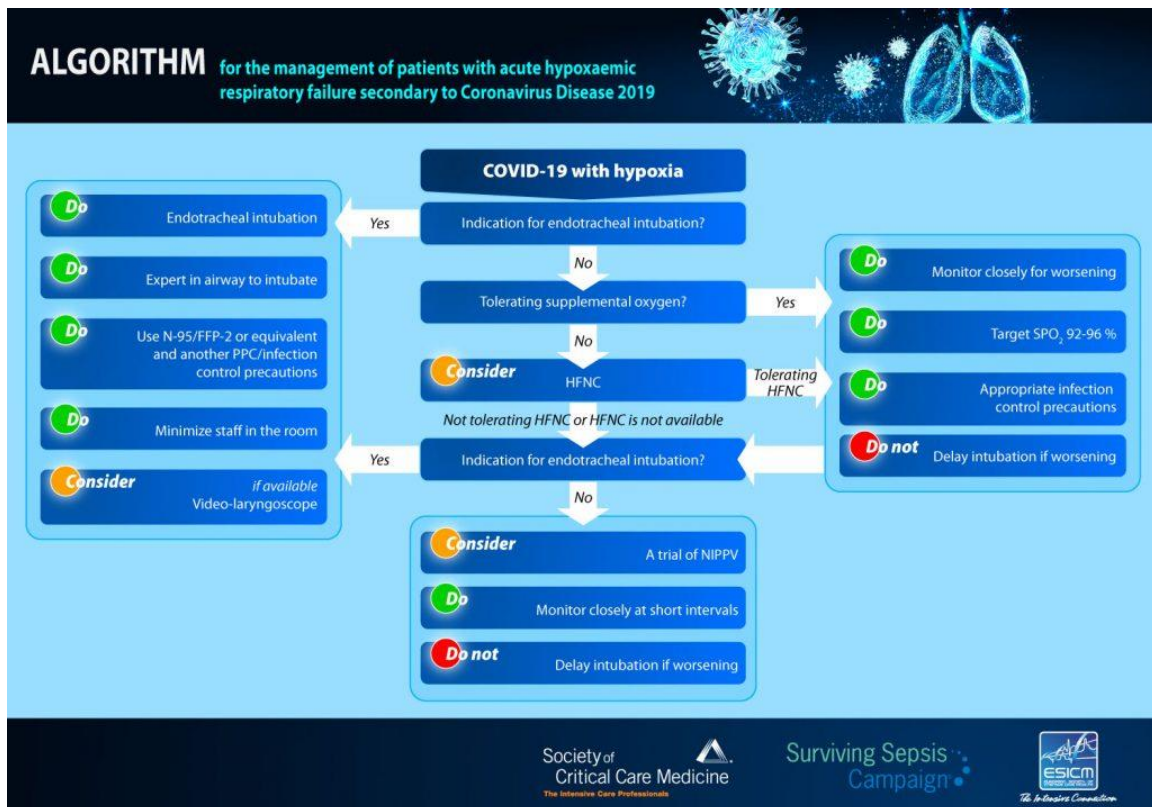 ALGORITHM
for the management of patients with acute hypoxaemic
respiratory failure secondary to Coronavirus Disease 2019
COVID-19 with hypoxia
Indication for endotracheal intubation?
Yes
No
Do
Endotracheal intubation
Do
Expert in airway to intubate
Do
Use N-95/FFP-2 or equivalent
and another PPC/infection
control precautions
Do
Minimize staff in the room
Consider
if available
Video-laryngoscope
Tolerating supplemental oxygen?
Yes
No
Consider
HFNC
Tolerating
HFNC
Do
Monitor closely for worsening
Do
Target SPO₂ 92-96 %
Do
Appropriate infection
control precautions
Do not
Delay intubation if worsening
Not tolerating HFNC or HFNC is not available
Indication for endotracheal intubation?
Yes
No
Consider
A trial of NIPPV
Do
Monitor closely at short intervals
Do not
Delay intubation if worsening
Society of
Critical Care Medicine
The Intensive Care Professionals
Surviving Sepsis
Campaign
ESICM
The Intensive Connection